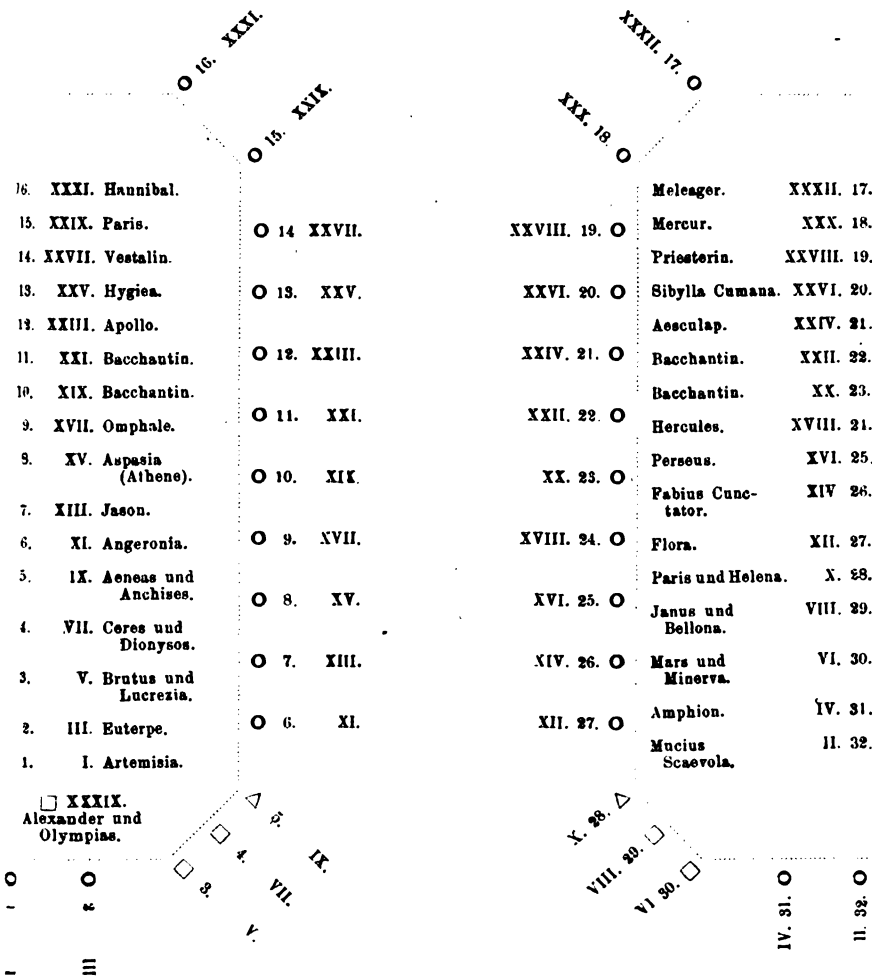 16. XXXI.
XXXII. 17.
15. XXIX.
XXX. 18.
16. XXXI. Hannibal.
15. XXIX. Paris.
14. XXVII. Vestalin.
13. XXV. Hygiea.
12. XXIII. Apollo.
11. XXI. Bacchantin.
10. XIX. Bacchantin.
9. XVII. Omphale.
8. XV. Aspasia
(Athene).
7. XIII. Jason.
6. XI. Angeronia.
5. IX. Aeneas und
Anchises.
4. VII. Ceres und
Dionysos.
3. V. Brutus und
Lucrezia.
2. III. Euterpe.
1. I. Artemisia.
XXXIX.
Alexander und
Olympias.
14 XXVII.
13. XXV.
12. XXIII.
11. XXI.
10. XIX.
9. XVII.
8. XV.
7. XIII.
6. XI.
XXVIII. 19.
XXVI. 20.
XXIV. 21.
XXII. 22.
XX. 23.
XVIII. 24.
XVI. 25.
XIV. 26.
XII. 27.
Meleager. XXXII. 17.
Mercur. XXX. 18.
Priesterin. XXVIII. 19.
Sibylla Cumana. XXVI. 20.
Aesculap. XXIV. 21.
Bacchantin. XXII. 22.
Bacchantin. XX. 23.
Hercules. XVIII. 24.
Perseus. XVI. 25.
Fabius Cunc- XIV 26.
tator.
Flora. XII. 27.
Paris und Helena. X. 28.
Janus und VIII. 29.
Bellona.
Mars und VI. 30.
Minerva.
Amphion. IV. 31.
Mucius II. 32.
Scaevola.
5. IX.
4. VII.
3. V.
X. 28.
VIII. 29.
VI 30.
1 I
2 III
IV. 31.
II. 32.